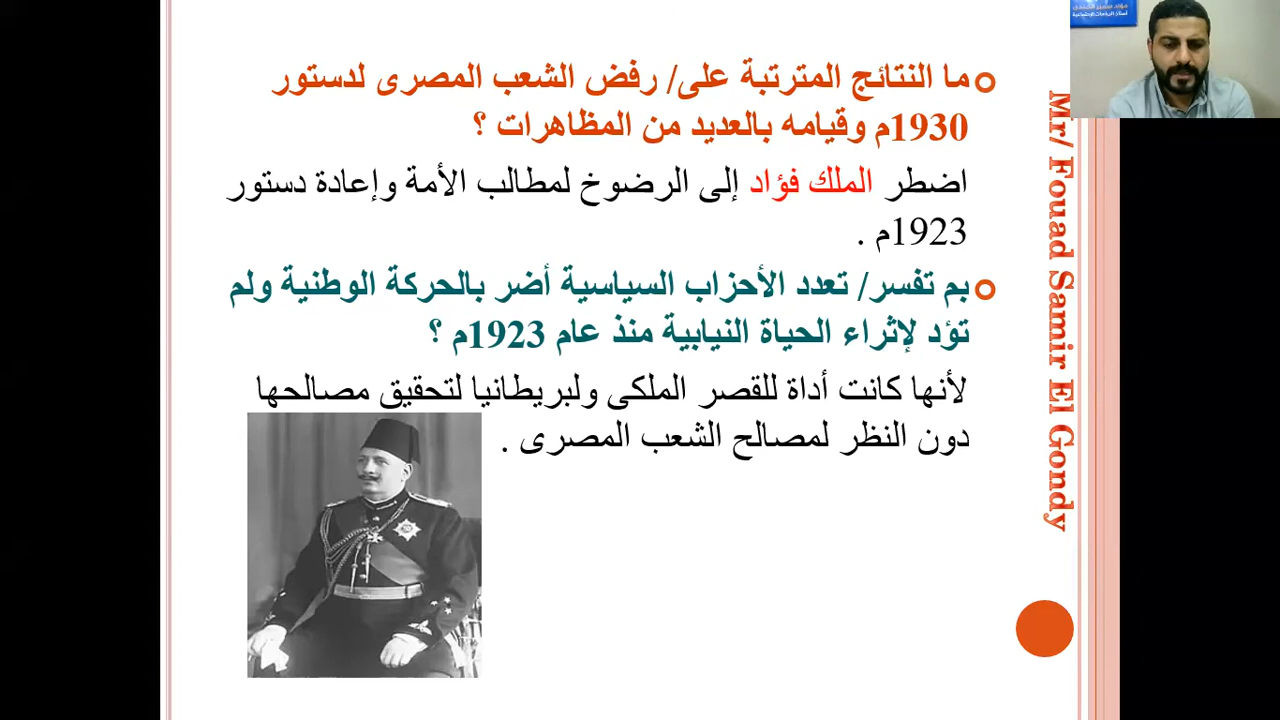 ما النتائج المترتبة على/ رفض الشعب المصرى لدستور
1930م وقيامه بالعديد من المظاهرات ؟
اضطر الملك فؤاد إلى الرضوخ لمطالب الأمة وإعادة دستور
1923م .
بم تفسر/ تعدد الأحزاب السياسية أضر بالحركة الوطنية ولم
تؤد لإثراء الحياة النيابية منذ عام 1923م ؟
لأنها كانت أداة للقصر الملكى ولبريطانيا لتحقيق مصالحها
دون النظر لمصالح الشعب المصرى .
Mr/ Fouad Samir El Gondy